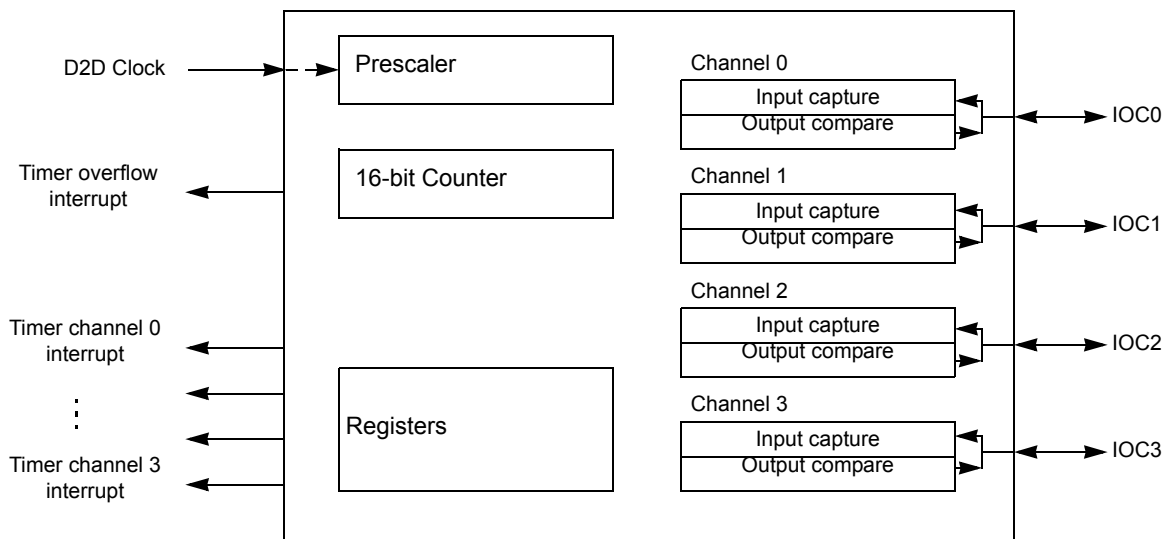 D2D Clock
Timer overflow
interrupt
Timer channel 0
interrupt
Timer channel 3
interrupt
Prescaler
16-bit Counter
Registers
Channel 0
Input capture
Output compare
Channel 1
Input capture
Output compare
Channel 2
Input capture
Output compare
Channel 3
Input capture
Output compare
IOC0
IOC1
IOC2
IOC3